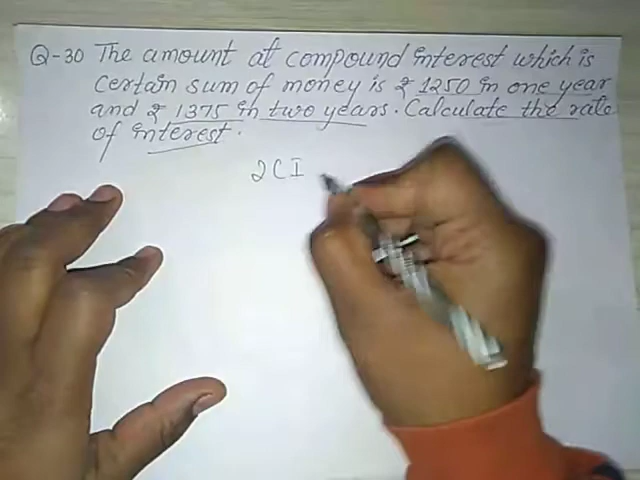 Q-30 The amount at compound interest which is
certain sum of money is ₹ 1250 in one year
and ₹ 1375 in two years. Calculate the rate
of interest.
2CI